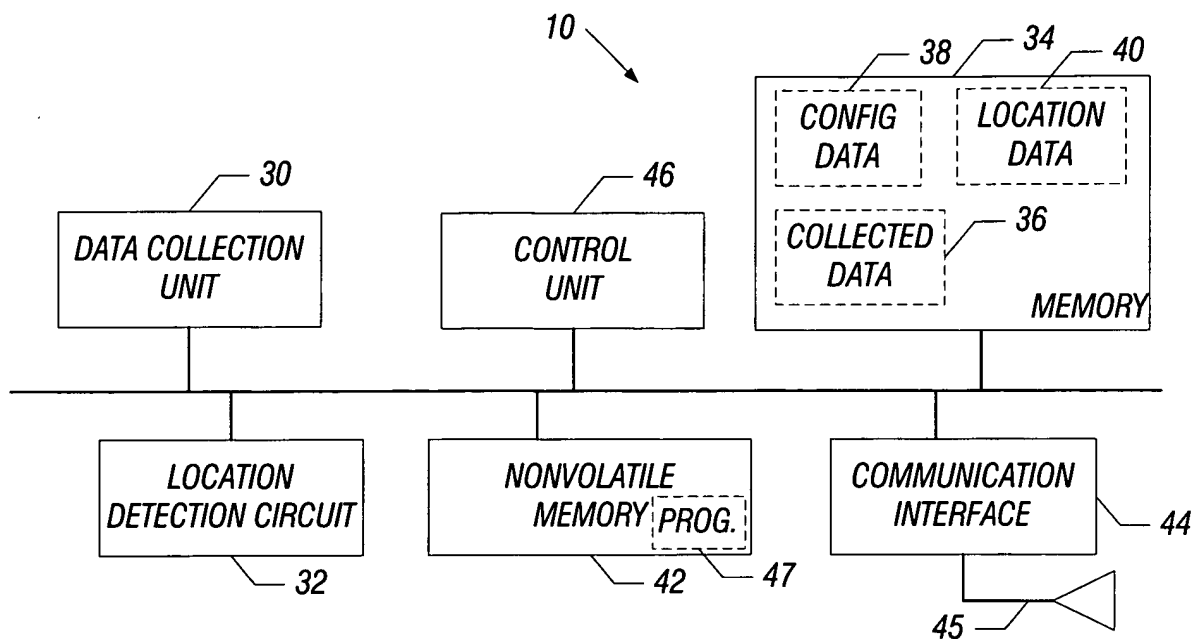 10
34
38
40
CONFIG
DATA
LOCATION
DATA
30
46
36
DATA COLLECTION
UNIT
CONTROL
UNIT
COLLECTED
DATA
MEMORY
LOCATION
DETECTION CIRCUIT
NONVOLATILE
MEMORY
PROG.
COMMUNICATION
INTERFACE
44
32
42
47
45